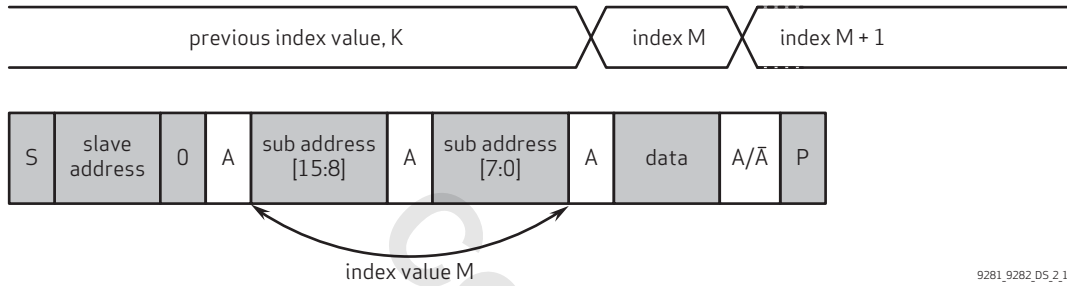 previous index value, K
index M
index M + 1
S
slave
address
0
A
sub address
[15:8]
A
sub address
[7:0]
A
data
A/Ā
P
index value M
9281_9282_DS_2_1